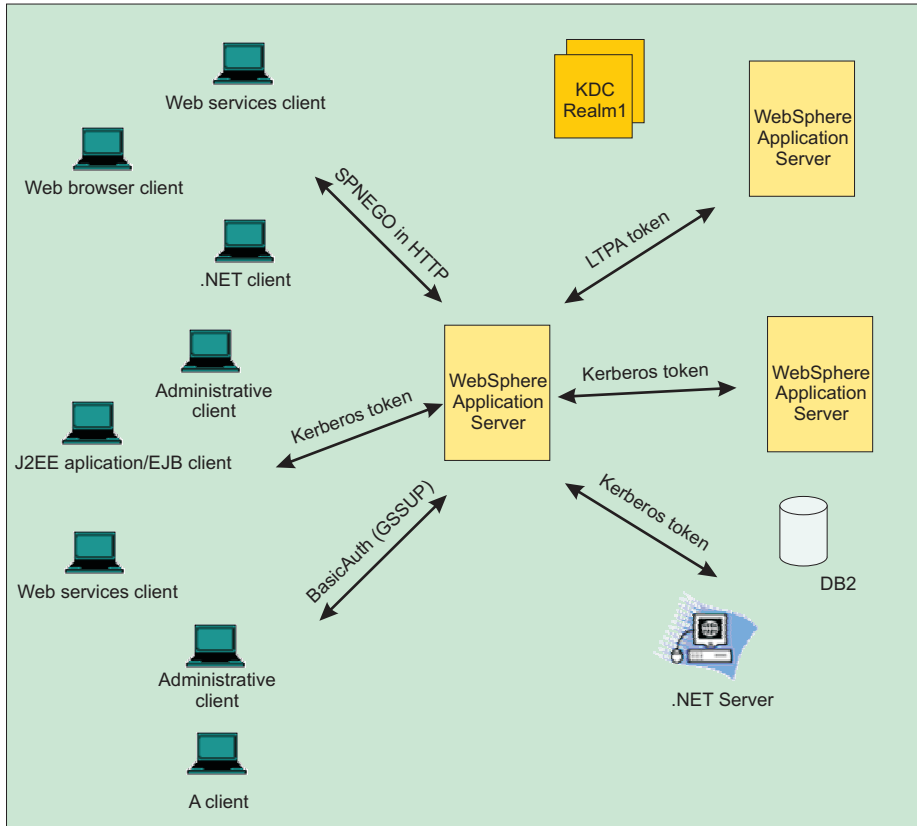 Web services client
KDC
Realm1
WebSphere
Application
Server
Web browser client
SPNEGO in HTTP
.NET client
LTPA token
Administrative
client
WebSphere
Application
Server
Kerberos token
WebSphere
Application
Server
Kerberos token
J2EE aplication/EJB client
BasicAuth (GSSUP)
Kerberos token
Web services client
DB2
Administrative
client
.NET Server
A client